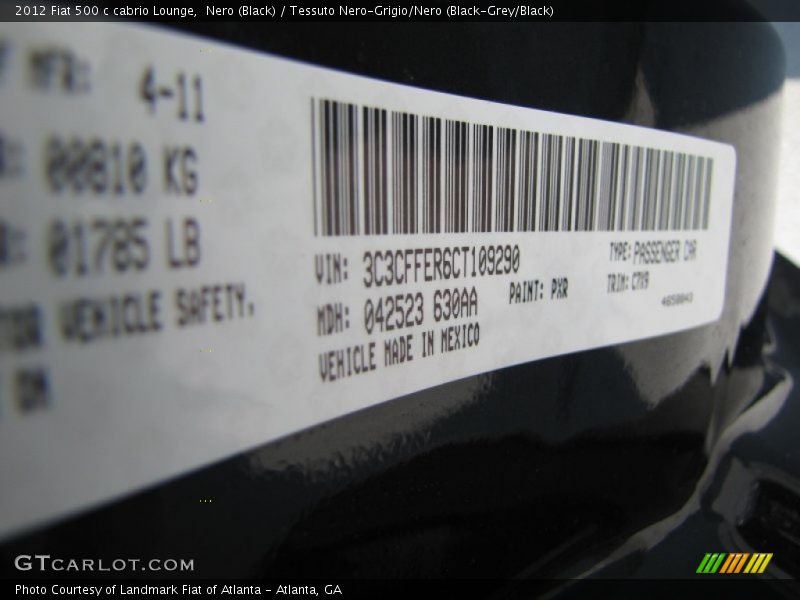 2012 Fiat 500 c cabrio Lounge,  Nero (Black) / Tessuto Nero-Grigio/Nero (Black-Grey/Black)
MFR: 4-11
00810 KG
01785 LB
VEHICLE SAFETY.
VIN: 3C3CFFER6CT109290
TYPE: PASSENGER CAR
MDH: 042523 630AA
PAINT: PXR
TRIM: C7X9
VEHICLE MADE IN MEXICO
GTCARLOT.COM
Photo Courtesy of Landmark Fiat of Atlanta - Atlanta, GA